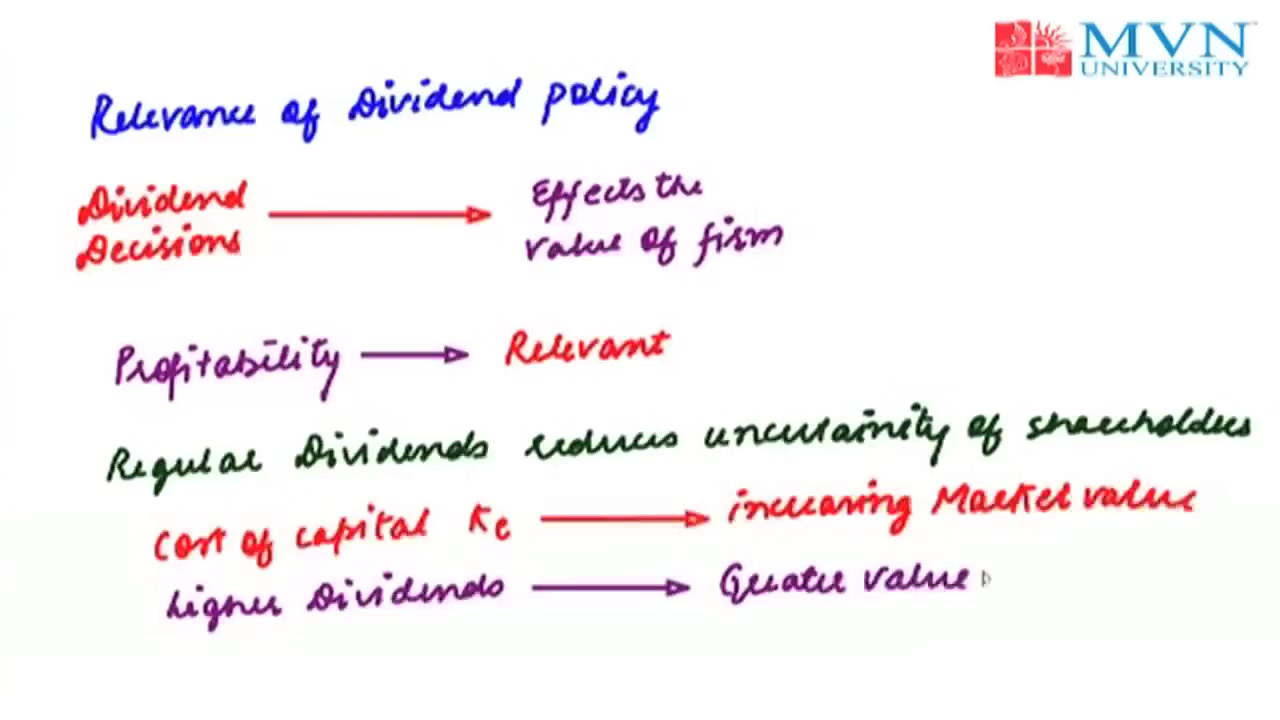 MVN
UNIVERSITY
Relevance of Dividend policy
Dividend Decisions → Effects the value of firm
Profitability → Relevant
Regular Dividends reduces uncertainity of shareholders
Cost of capital Ke → increasing Market value
higher Dividends → Greater value